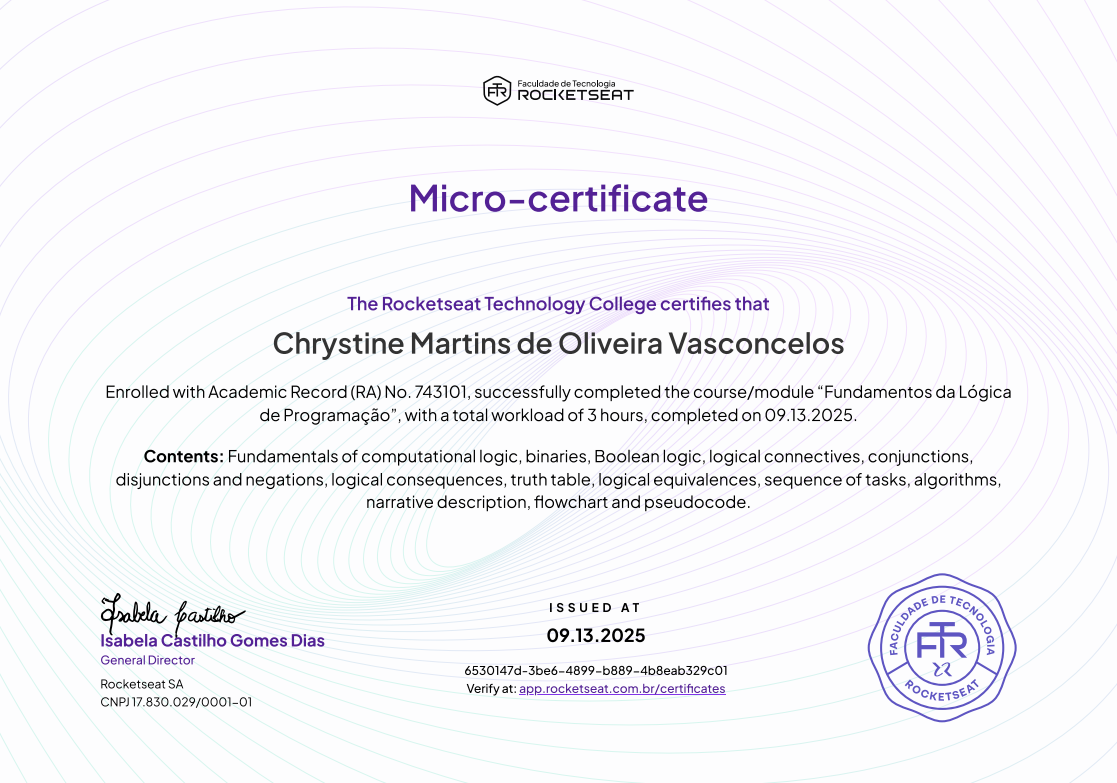 Faculdade de Tecnologia
ROCKETSEAT
Micro-certificate
The Rocketseat Technology College certifies that
Chrystine Martins de Oliveira Vasconcelos
Enrolled with Academic Record (RA) No. 743101, successfully completed the course/module “Fundamentos da Lógica
de Programação”, with a total workload of 3 hours, completed on 09.13.2025.
Contents: Fundamentals of computational logic, binaries, Boolean logic, logical connectives, conjunctions,
disjunctions and negations, logical consequences, truth table, logical equivalences, sequence of tasks, algorithms,
narrative description, flowchart and pseudocode.
Isabela Castilho
Isabela Castilho Gomes Dias
General Director
Rocketseat SA
CNPJ 17.830.029/0001-01
ISSUED AT
09.13.2025
6530147d-3be6-4899-b889-4b8eab329c01
Verify at: app.rocketseat.com.br/certificates
FACULDADE DE TECNOLOGIA
FTR
ROCKETSEAT